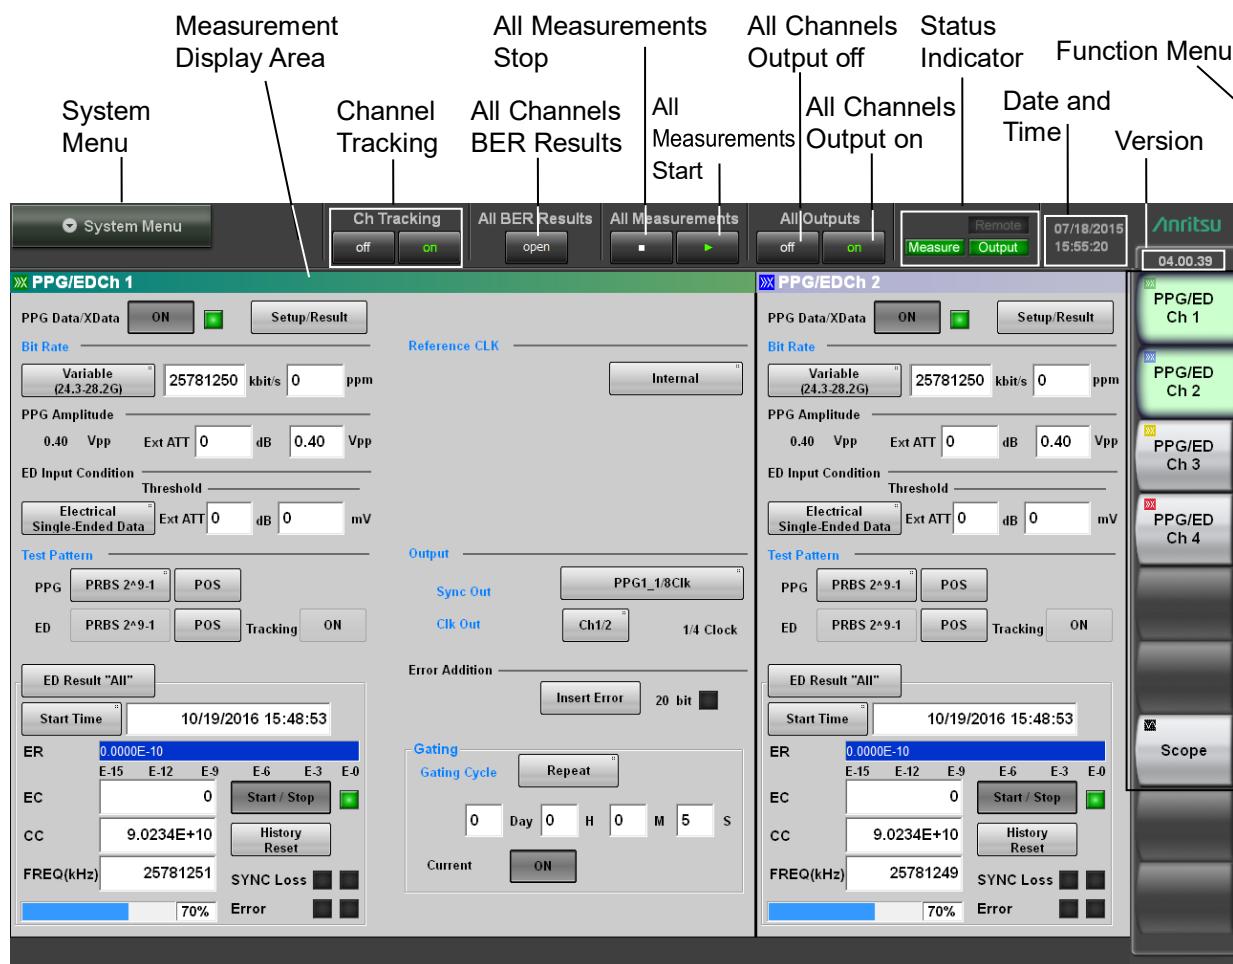 Measurement
Display Area
All Measurements
Stop
All Channels
Output off
Status
Indicator
Function Menu
System
Menu
Channel
Tracking
All Channels
BER Results
All
Measurements
Start
All Channels
Output on
Date and
Time
Version
System Menu
Ch Tracking
off on
All BER Results
open
All Measurements
All Outputs
off on
Remote
Measure Output
07/18/2015
15:55:20
Anritsu
04.00.39
PPG/EDCh 1
PPG Data/XData ON Setup/Result
Bit Rate
Variable
(24.3-28.2G)
25781250 kbit/s 0 ppm
PPG Amplitude
0.40 Vpp Ext ATT 0 dB 0.40 Vpp
ED Input Condition
Threshold
Electrical
Single-Ended Data
Ext ATT 0 dB 0 mV
Test Pattern
PPG PRBS 2^9-1 POS
ED PRBS 2^9-1 POS Tracking ON
ED Result "All"
Start Time 10/19/2016 15:48:53
ER 0.0000E-10
E-15 E-12 E-9 E-6 E-3 E-0
EC 0 Start / Stop
CC 9.0234E+10 History
Reset
FREQ(kHz) 25781251 SYNC Loss
70% Error
Reference CLK
Internal
Output
Sync Out PPG1_1/8Clk
Clk Out Ch1/2 1/4 Clock
Error Addition
Insert Error 20 bit
Gating
Gating Cycle Repeat
0 Day 0 H 0 M 5 S
Current ON
PPG/EDCh 2
PPG Data/XData ON Setup/Result
Bit Rate
Variable
(24.3-28.2G)
25781250 kbit/s 0 ppm
PPG Amplitude
0.40 Vpp Ext ATT 0 dB 0.40 Vpp
ED Input Condition
Threshold
Electrical
Single-Ended Data
Ext ATT 0 dB 0 mV
Test Pattern
PPG PRBS 2^9-1 POS
ED PRBS 2^9-1 POS Tracking ON
ED Result "All"
Start Time 10/19/2016 15:48:53
ER 0.0000E-10
E-15 E-12 E-9 E-6 E-3 E-0
EC 0 Start / Stop
CC 9.0234E+10 History
Reset
FREQ(kHz) 25781249 SYNC Loss
70% Error
PPG/ED
Ch 1
PPG/ED
Ch 2
PPG/ED
Ch 3
PPG/ED
Ch 4
Scope